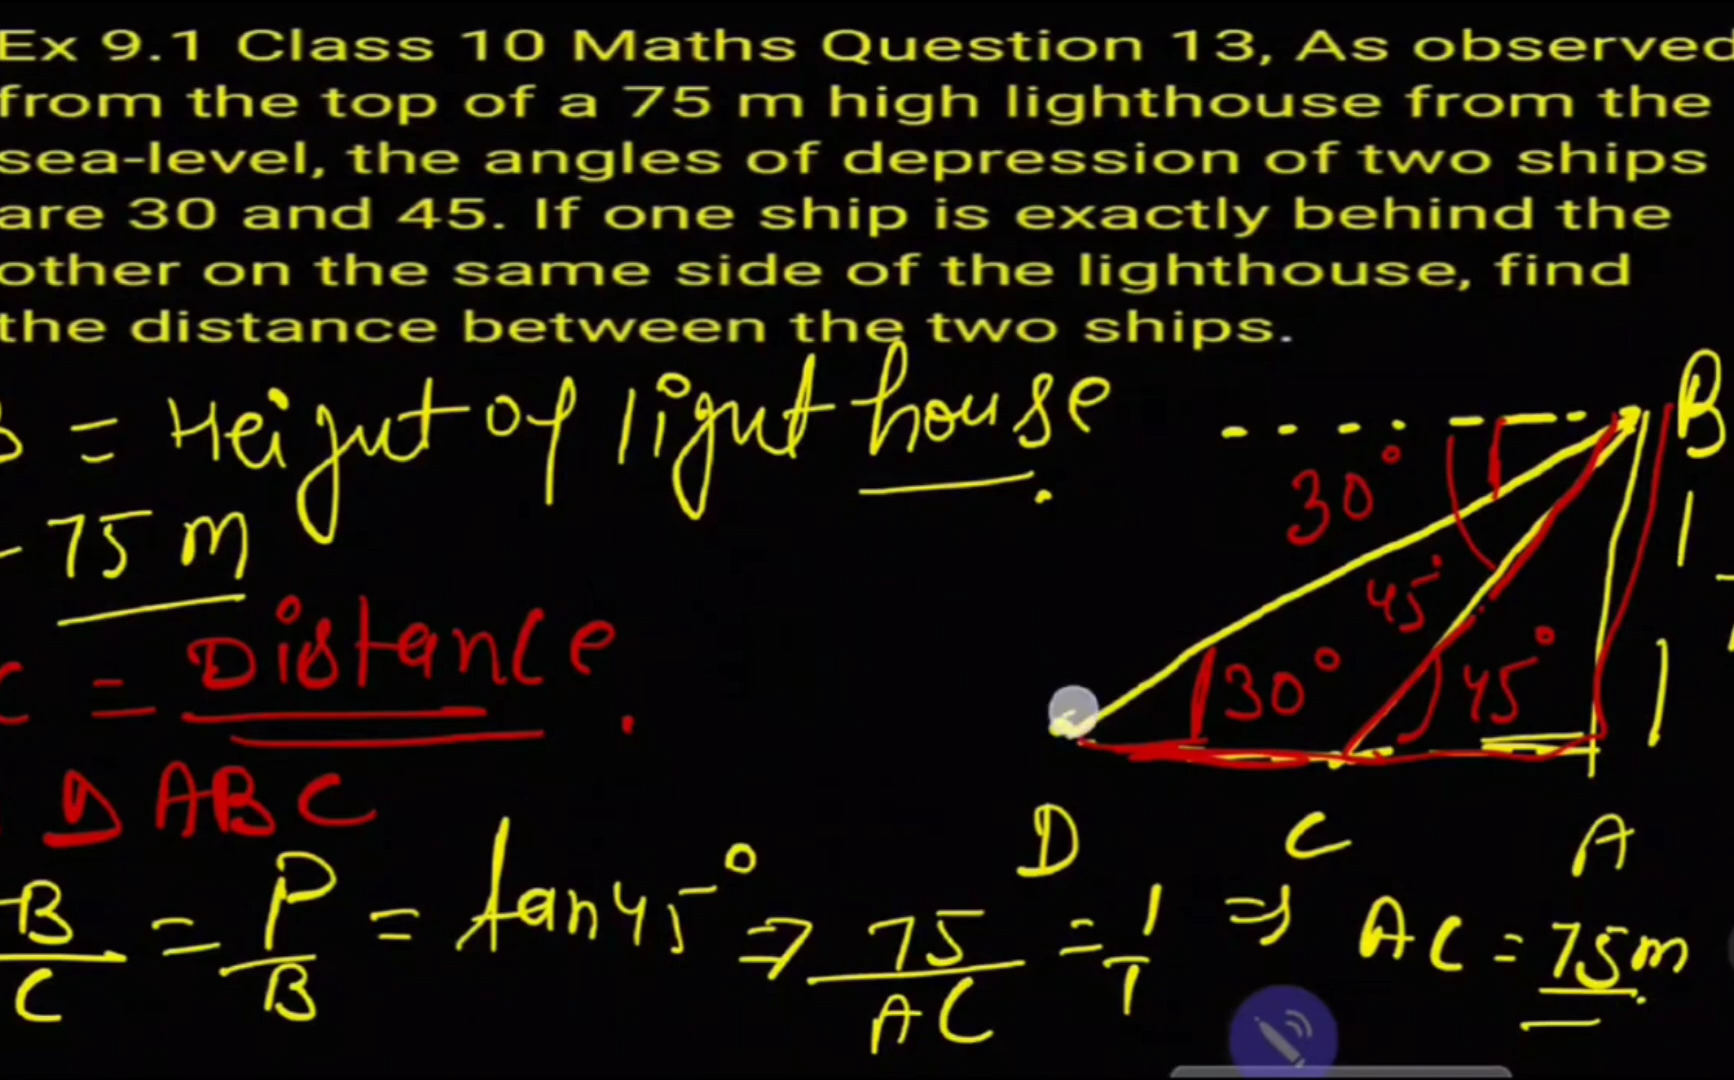 Ex 9.1 Class 10 Maths Question 13, As observed
from the top of a 75 m high lighthouse from the
sea-level, the angles of depression of two ships
are 30 and 45. If one ship is exactly behind the
other on the same side of the lighthouse, find
the distance between the two ships.
B = Height of light house.
75 m
C = Distance.
Δ ABC
B/C = P/B = tan 45° ⇒ 75/AC = 1/1 ⇒ AC = 75m
B
30°
45°
30° 45°
D C A